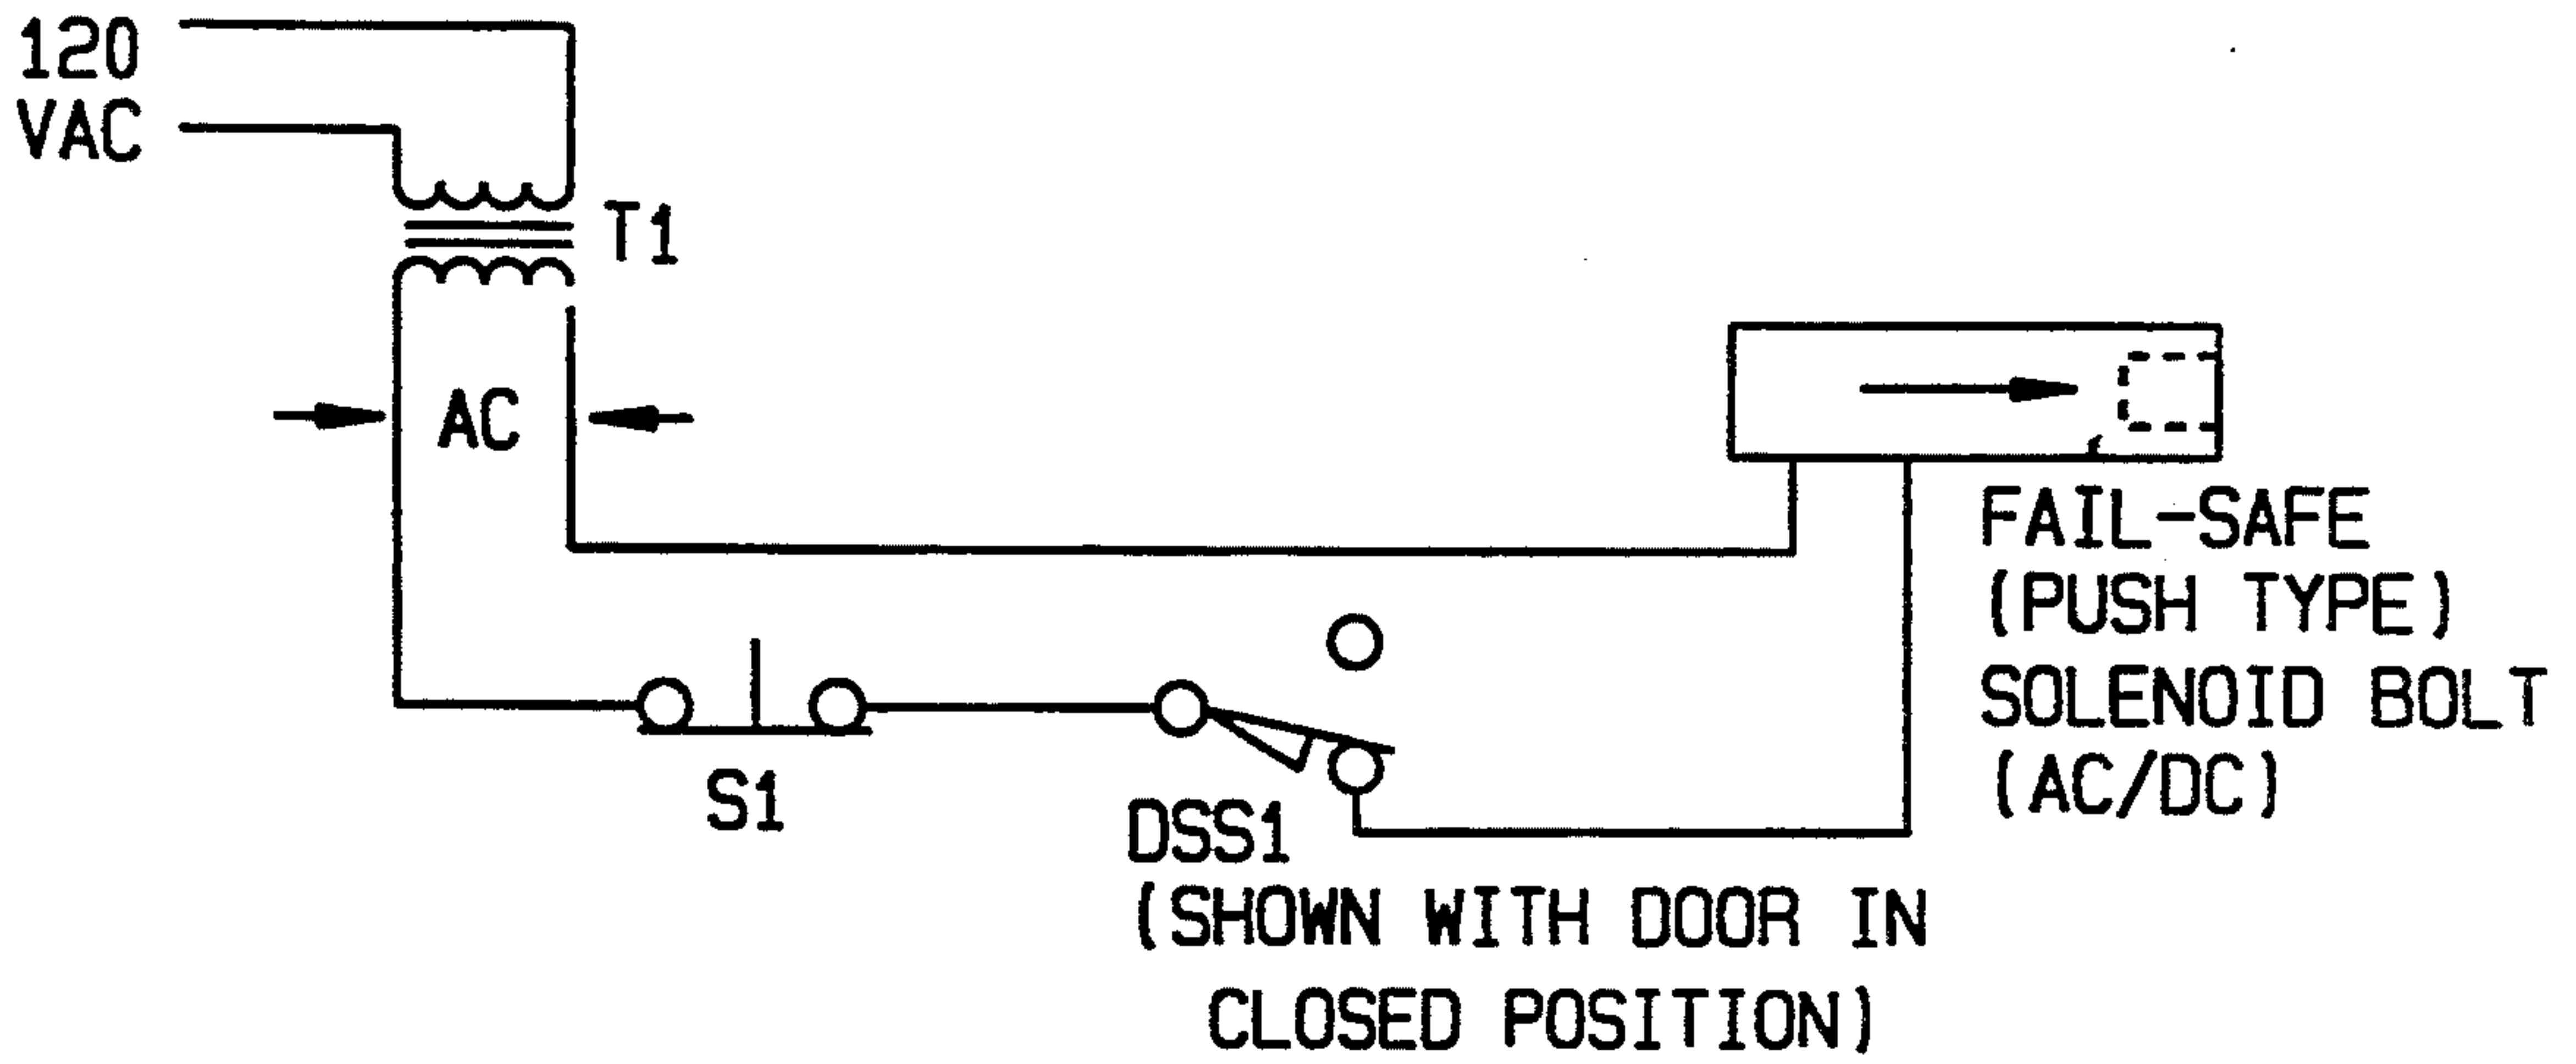 120
VAC
T1
AC
FAIL-SAFE
(PUSH TYPE)
SOLENOID BOLT
(AC/DC)
S1
DSS1
(SHOWN WITH DOOR IN
CLOSED POSITION)